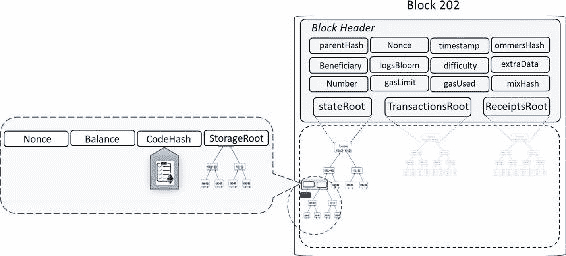 Block 202
Block Header
parentHash Nonce timestamp ommersHash
Beneficiary logsBloom difficulty extraData
Number gasLimit gasUsed mixHash
stateRoot TransactionsRoot ReceiptsRoot
Nonce Balance CodeHash StorageRoot